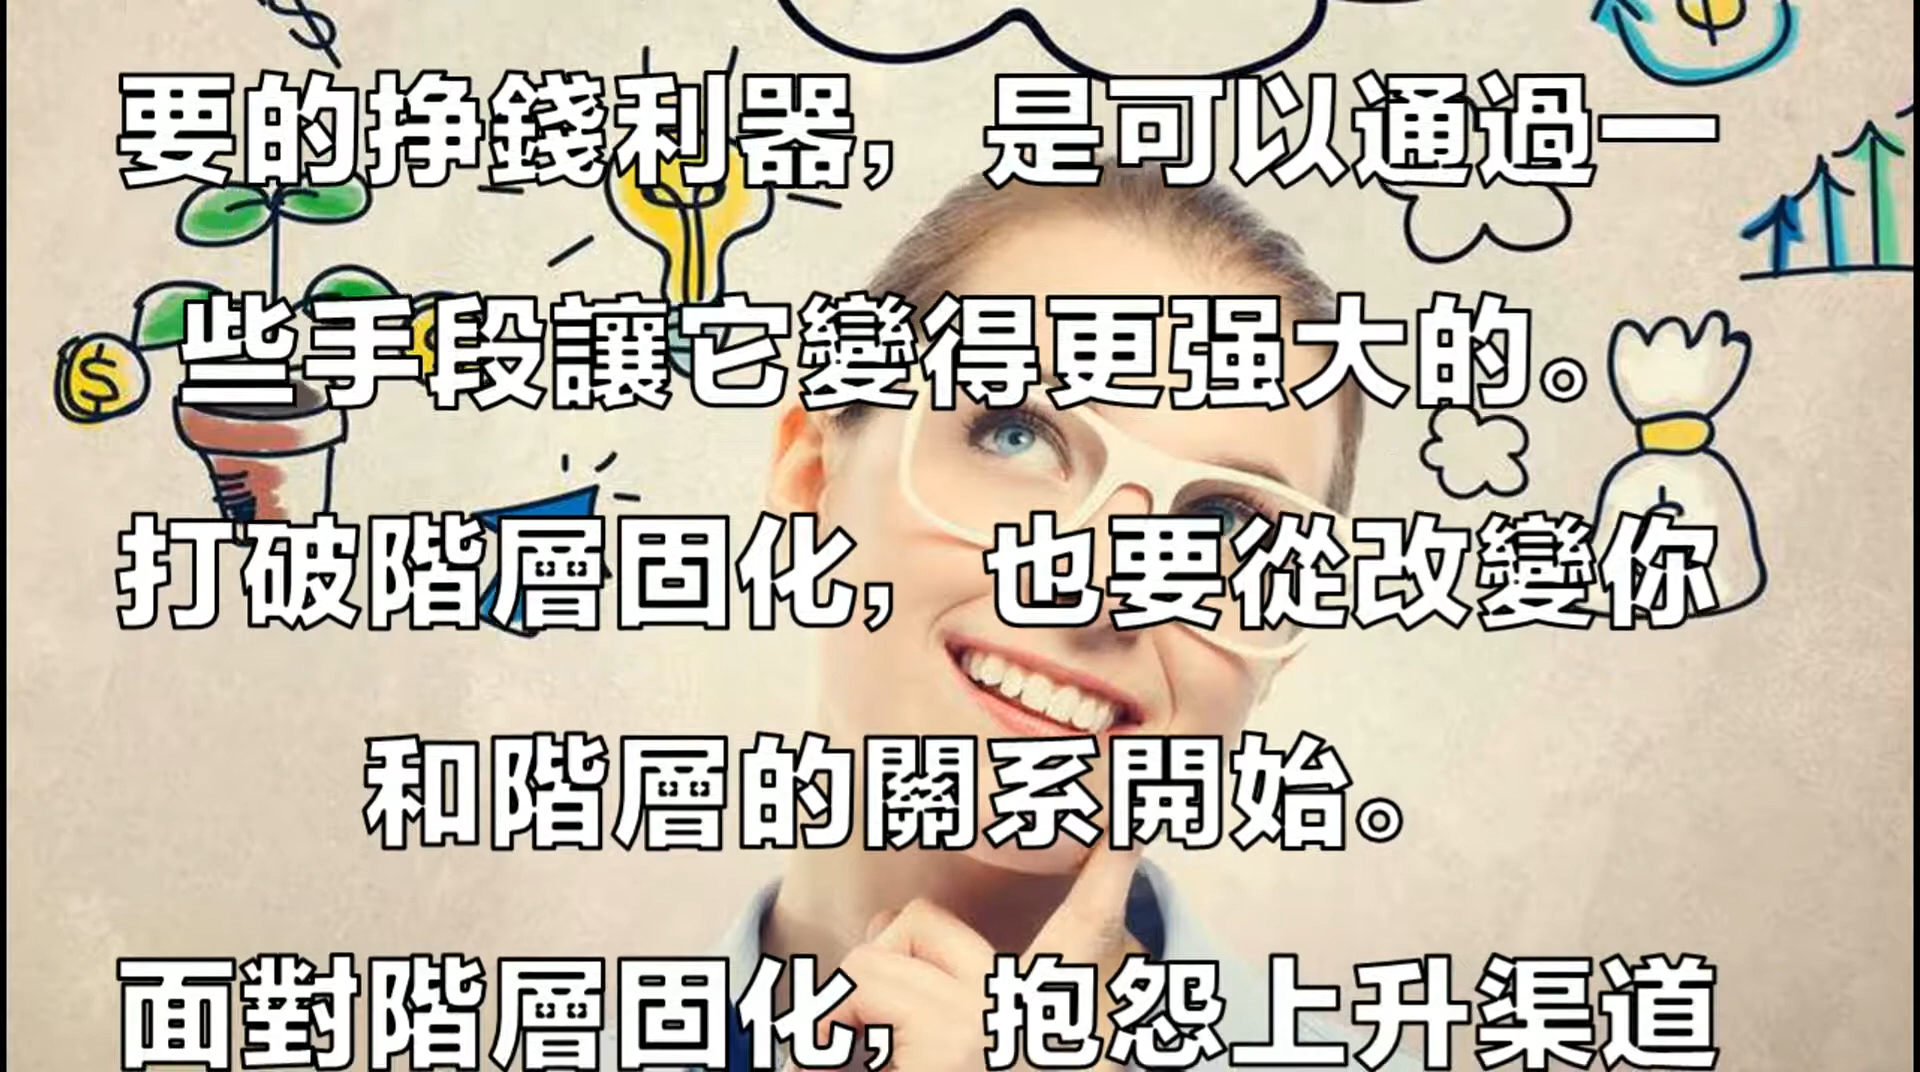 要的挣錢利器，是可以通過一
些手段讓它變得更强大的。
打破階層固化，也要從改變你
和階層的關系開始。
面對階層固化，抱怨上升渠道